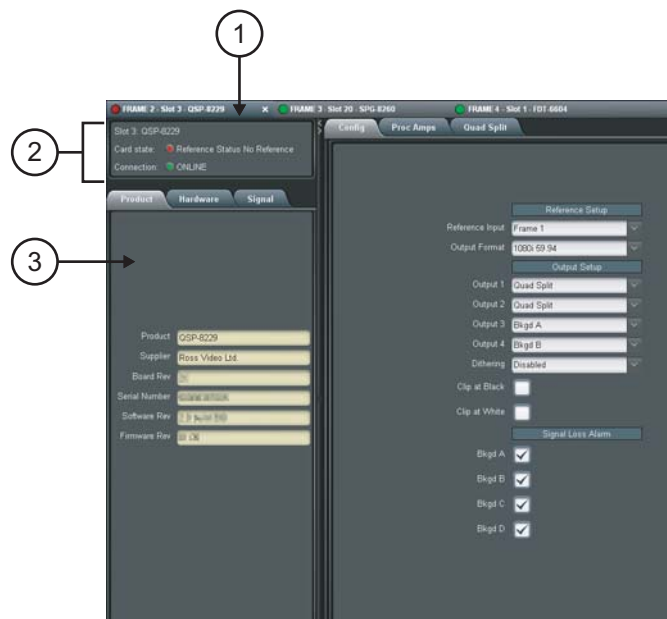 1
FRAME 2 - Slot 3 - QSP-8229 x FRAME 3 - Slot 20 - SPG-8260 FRAME 4 - Slot 1 - FDT-6604
2
Slot 3: QSP-8229
Card state: Reference Status No Reference
Connection: ONLINE
Config Proc Amps Quad Split
Product Hardware Signal
3
Product QSP-8229
Supplier Ross Video Ltd.
Board Rev
Serial Number
Software Rev
Firmware Rev
Reference Setup
Reference Input Frame 1
Output Format 1080i 59.94
Output Setup
Output 1 Quad Split
Output 2 Quad Split
Output 3 Bkgd A
Output 4 Bkgd B
Dithering Disabled
Clip at Black
Clip at White
Signal Loss Alarm
Bkgd A
Bkgd B
Bkgd C
Bkgd D